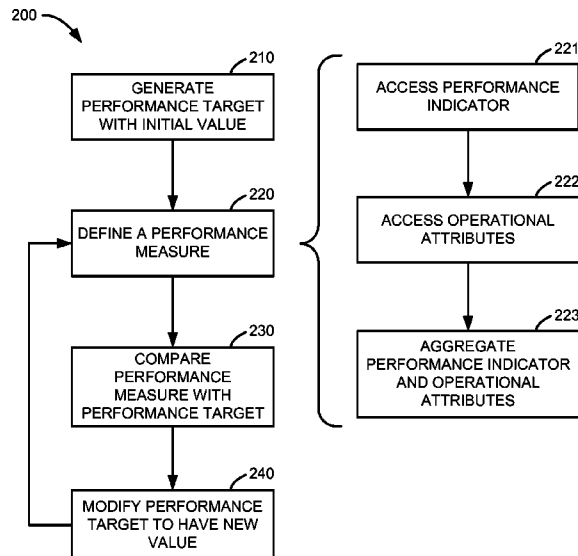 200
210
GENERATE
PERFORMANCE TARGET
WITH INITIAL VALUE
220
DEFINE A PERFORMANCE
MEASURE
230
COMPARE
PERFORMANCE
MEASURE WITH
PERFORMANCE TARGET
240
MODIFY PERFORMANCE
TARGET TO HAVE NEW
VALUE
221
ACCESS PERFORMANCE
INDICATOR
222
ACCESS OPERATIONAL
ATTRIBUTES
223
AGGREGATE
PERFORMANCE INDICATOR
AND OPERATIONAL
ATTRIBUTES